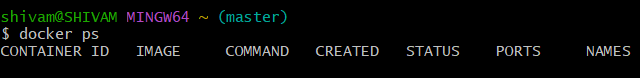 shivam@SHIVAM MINGW64 ~ (master)
$ docker ps
CONTAINER ID   IMAGE     COMMAND   CREATED   STATUS    PORTS     NAMES